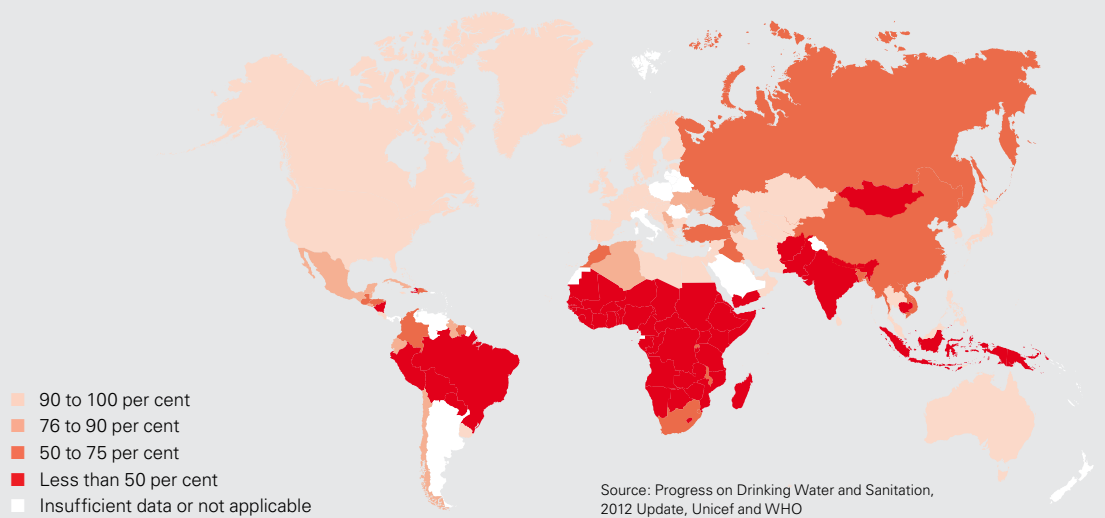 90 to 100 per cent
76 to 90 per cent
50 to 75 per cent
Less than 50 per cent
Insufficient data or not applicable
Source: Progress on Drinking Water and Sanitation,
2012 Update, Unicef and WHO